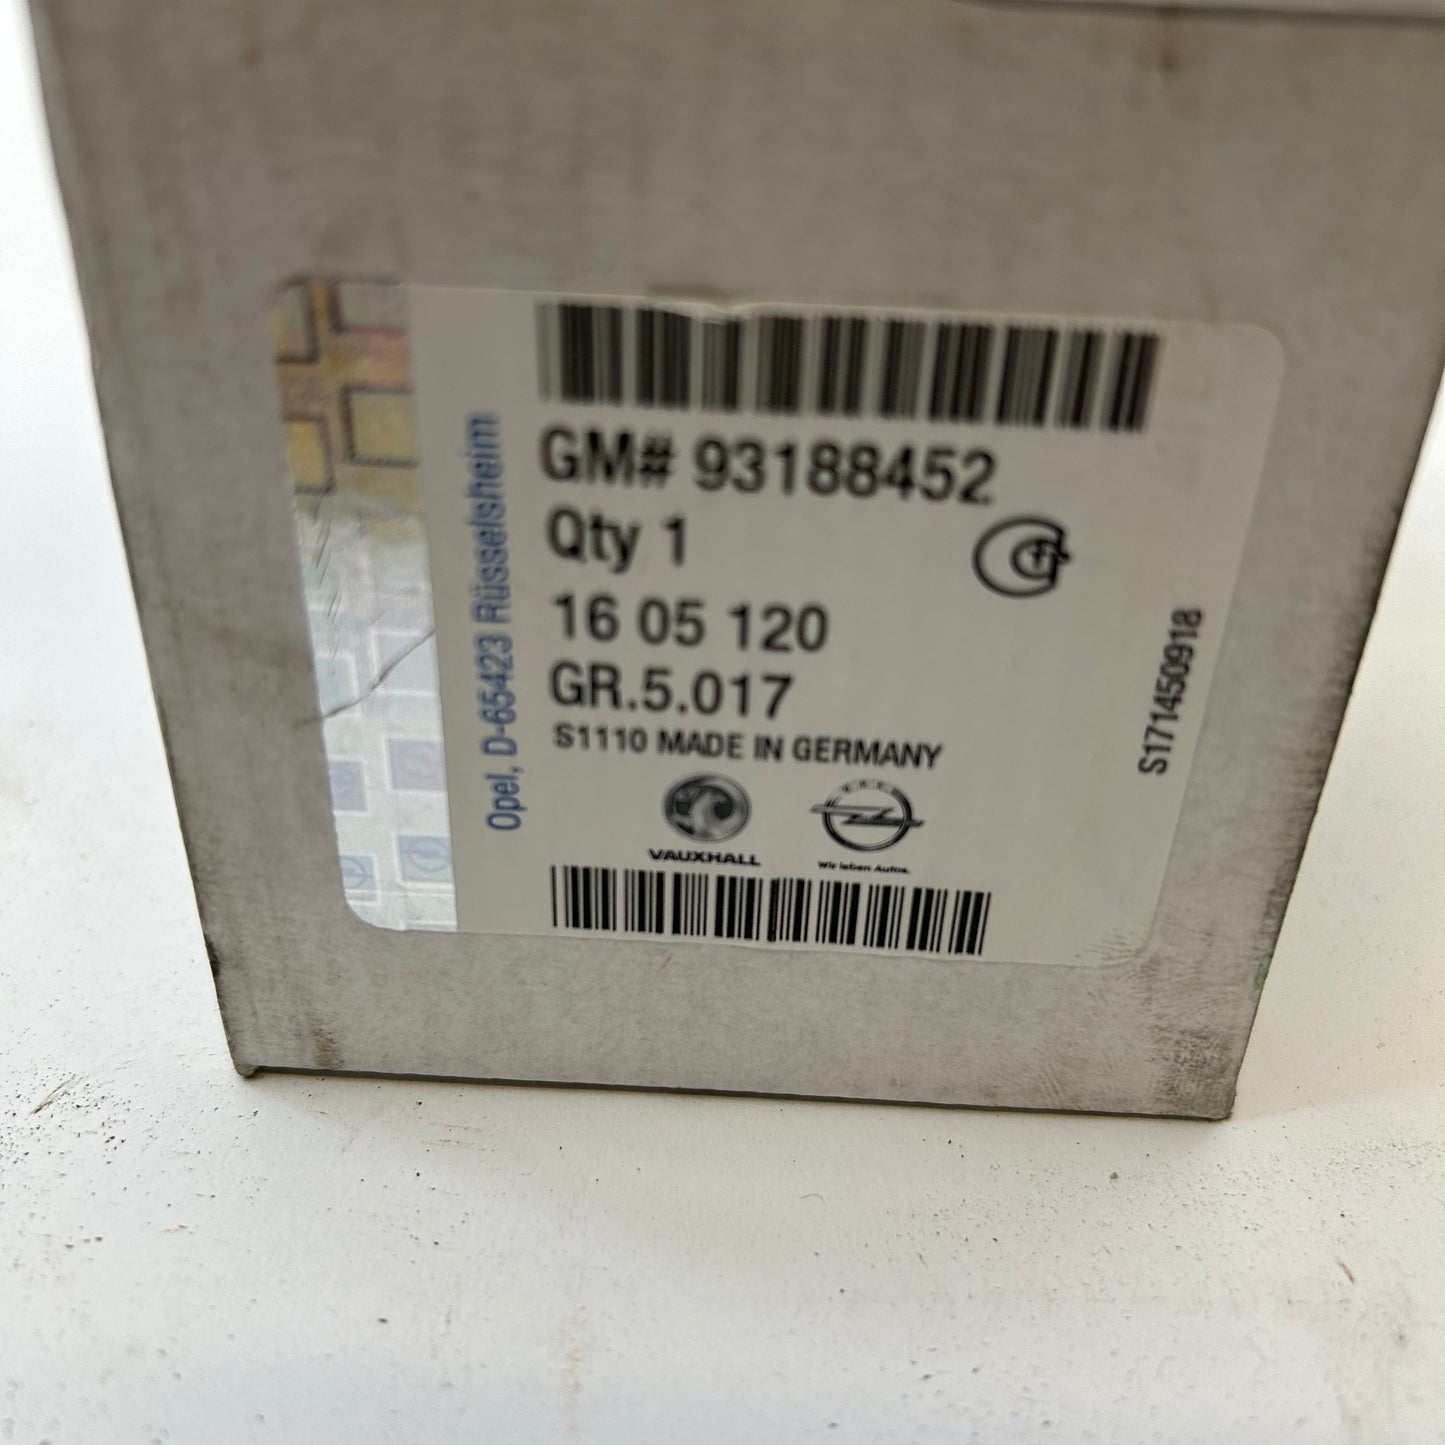 GM# 93188452
Qty 1
16 05 120
GR.5.017
S1110 MADE IN GERMANY
VAUXHALL
Wir leben Autos.
Opel, D-65423 Rüsselsheim
S171450918